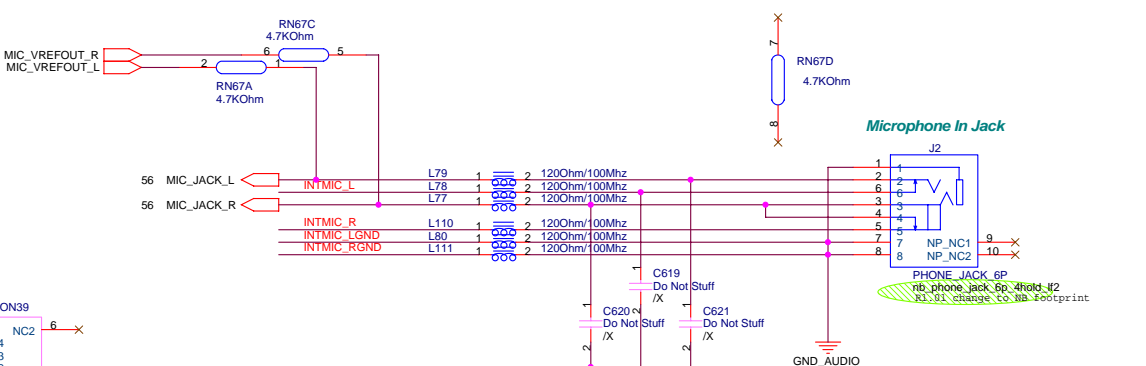 RN67C
4.7KOhm
MIC_VREFOUT_R
6
5
MIC_VREFOUT_L
2
1
RN67A
4.7KOhm
7
RN67D
4.7KOhm
8
Microphone In Jack
J2
56 MIC_JACK_L
L79
1
2
120Ohm/100Mhz
INTMIC_L
L78
1
2
120Ohm/100Mhz
56 MIC_JACK_R
L77
1
2
120Ohm/100Mhz
INTMIC_R
L110
1
2
120Ohm/100Mhz
INTMIC_LGND
L80
1
2
120Ohm/100Mhz
INTMIC_RGND
L111
1
2
120Ohm/100Mhz
1
1
2
2
6
6
3
3
4
4
5
5
7
7
NP_NC1
9
8
8
NP_NC2
10
PHONE_JACK_6P
nb_phone_jack_6p_4hold_lf2
R1.01 change to NB footprint
1
C619
Do Not Stuff
/X
2
1
C620
Do Not Stuff
/X
2
1
C621
Do Not Stuff
/X
2
GND_AUDIO
ON39
NC2
6
4
3